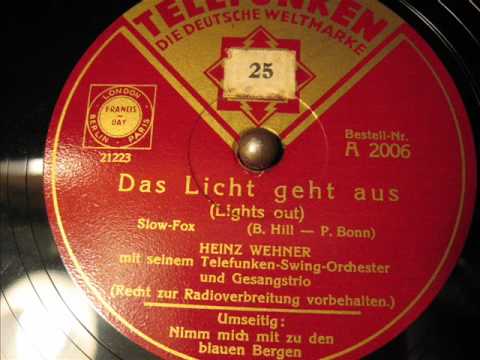 TELEFUNKEN
DIE DEUTSCHE WELTMARKE
25
LONDON
FRANCIS
DAY
BERLIN - PARIS
21223
Bestell-Nr.
A 2006
Das Licht geht aus
(Lights out)
Slow-Fox (B. Hill — P. Bonn)
HEINZ WEHNER
mit seinem Telefunken-Swing-Orchester
und Gesangstrio
(Recht zur Radioverbreitung vorbehalten.)
Umseitig:
Nimm mich mit zu den
blauen Bergen